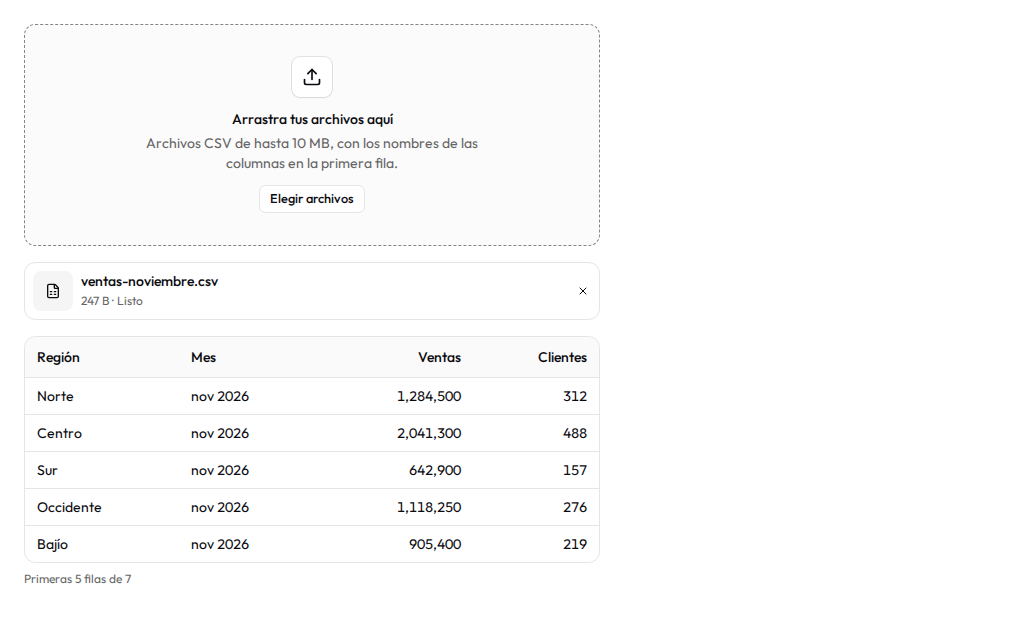 Arrastra tus archivos aquí
Archivos CSV de hasta 10 MB, con los nombres de las
columnas en la primera fila.
Elegir archivos
ventas-noviembre.csv
247 B · Listo
Región Mes Ventas Clientes
Norte nov 2026 1,284,500 312
Centro nov 2026 2,041,300 488
Sur nov 2026 642,900 157
Occidente nov 2026 1,118,250 276
Bajío nov 2026 905,400 219
Primeras 5 filas de 7